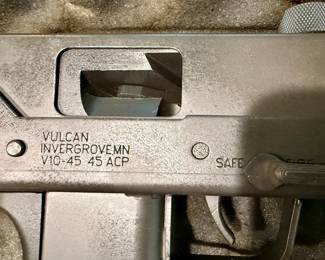 VULCAN
INVERGROVEMN
V10-45 45 ACP
SAFE